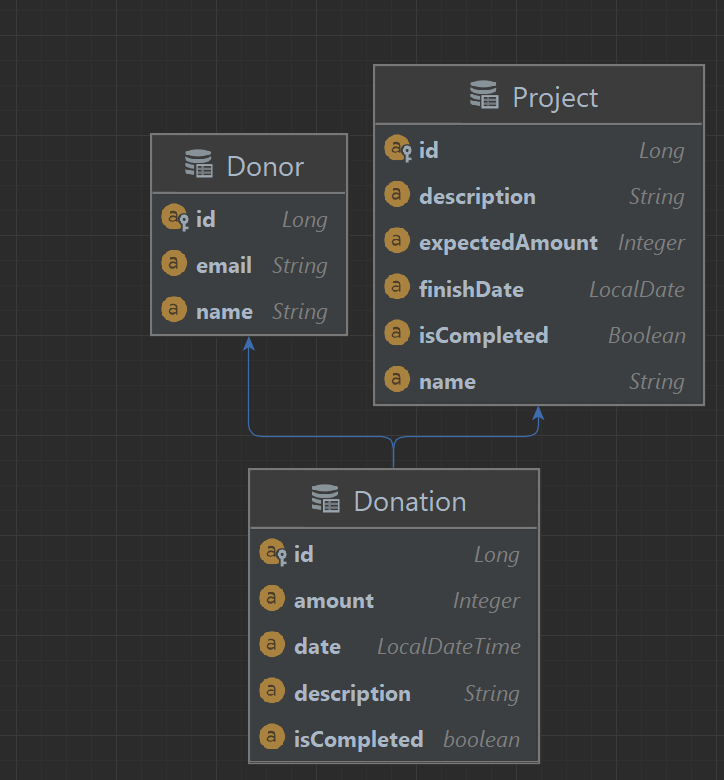 Project
id Long
description String
expectedAmount Integer
finishDate LocalDate
isCompleted Boolean
name String
Donor
id Long
email String
name String
Donation
id Long
amount Integer
date LocalDateTime
description String
isCompleted boolean